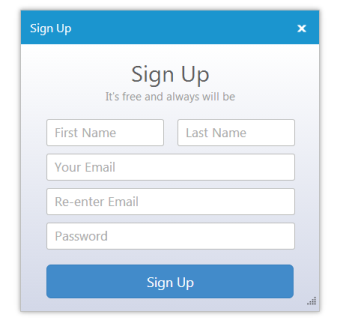 Sign Up
Sign Up
It's free and always will be
First Name Last Name
Your Email
Re-enter Email
Password
Sign Up